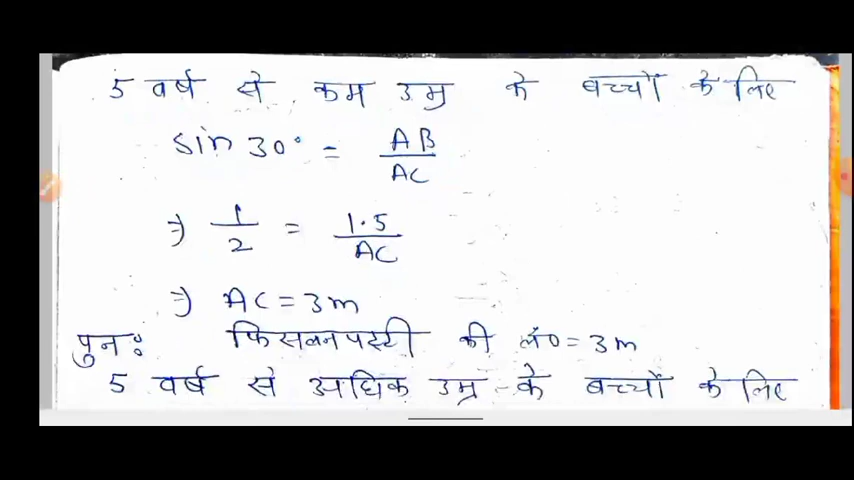 5 वर्ष से कम उम्र के बच्चों के लिए
sin 30° = AB/AC
⇒ 1/2 = 1.5/AC
⇒ AC = 3m
पुनः फिसलनपट्टी की लं० = 3m
5 वर्ष से अधिक उम्र के बच्चों के लिए